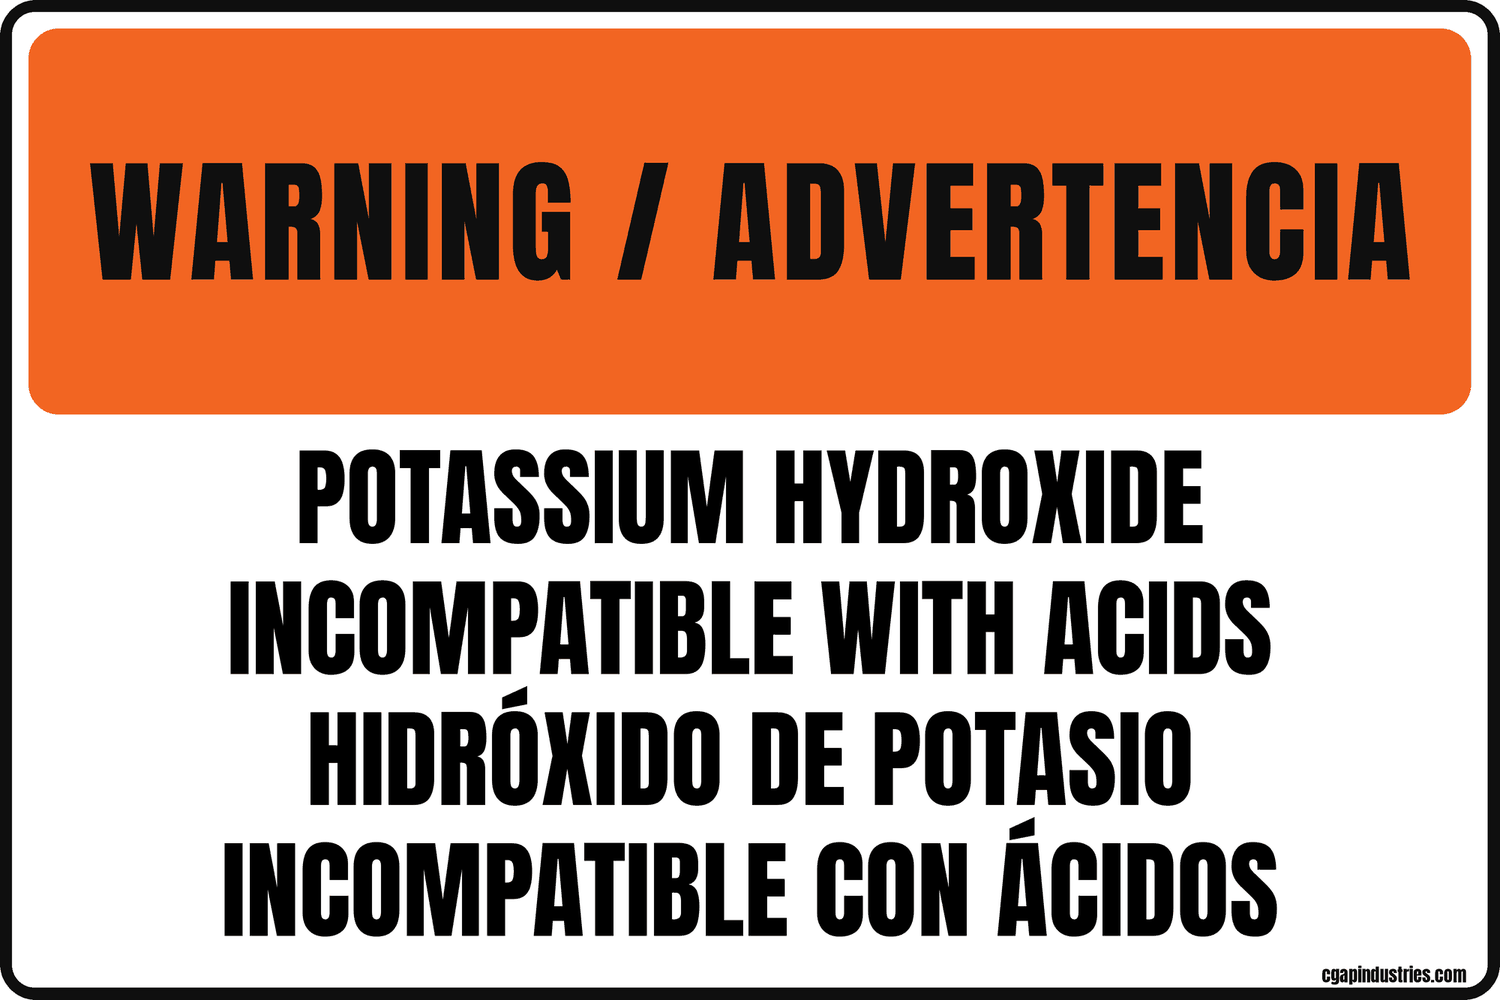 WARNING / ADVERTENCIA
POTASSIUM HYDROXIDE
INCOMPATIBLE WITH ACIDS
HIDRÓXIDO DE POTASIO
INCOMPATIBLE CON ÁCIDOS
cgapindustries.com